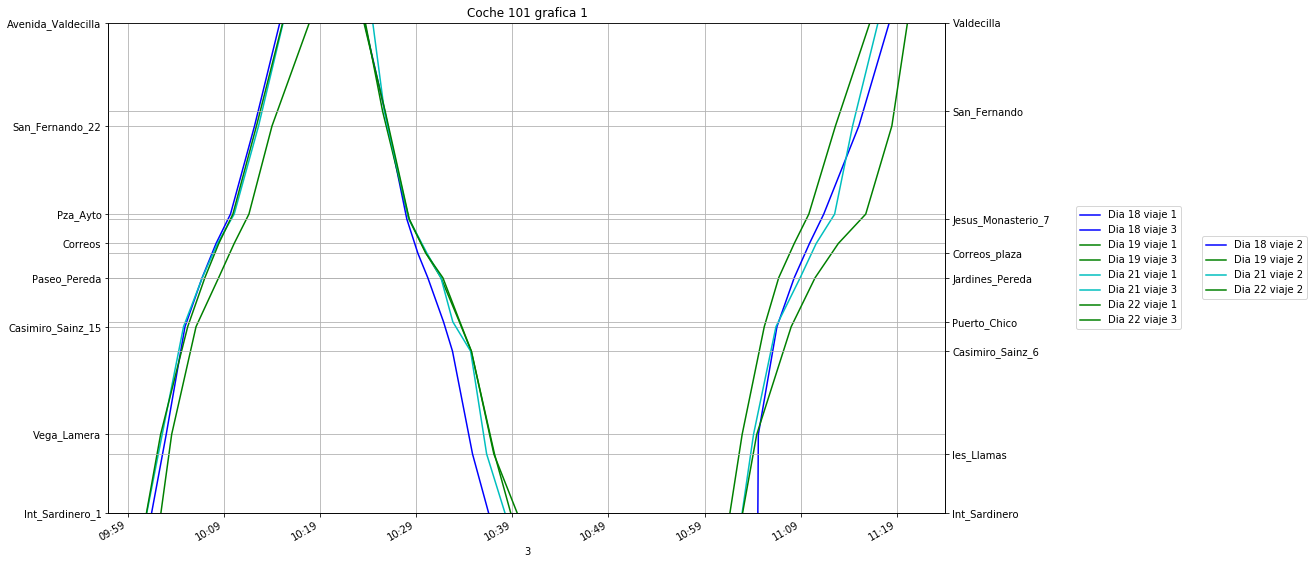 Coche 101 grafica 1
Avenida_Valdecilla
San_Fernando_22
Pza_Ayto
Correos
Paseo_Pereda
Casimiro_Sainz_15
Vega_Lamera
Int_Sardinero_1
Valdecilla
San_Fernando
Jesus_Monasterio_7
Correos_plaza
Jardines_Pereda
Puerto_Chico
Casimiro_Sainz_6
Ies_Llamas
Int_Sardinero
09:59
10:09
10:19
10:29
10:39
10:49
10:59
11:09
11:19
3
Dia 18 viaje 1
Dia 18 viaje 3
Dia 19 viaje 1
Dia 19 viaje 3
Dia 21 viaje 1
Dia 21 viaje 3
Dia 22 viaje 1
Dia 22 viaje 3
Dia 18 viaje 2
Dia 19 viaje 2
Dia 21 viaje 2
Dia 22 viaje 2